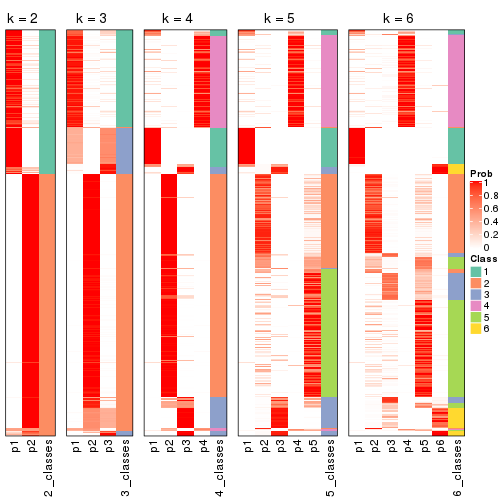 k = 2
k = 3
k = 4
k = 5
k = 6
p1
p2
2_classes
p1
p2
p3
3_classes
p1
p2
p3
p4
4_classes
p1
p2
p3
p4
p5
5_classes
p1
p2
p3
p4
p5
p6
6_classes
Prob
1
0.8
0.6
0.4
0.2
0
Class
1
2
3
4
5
6